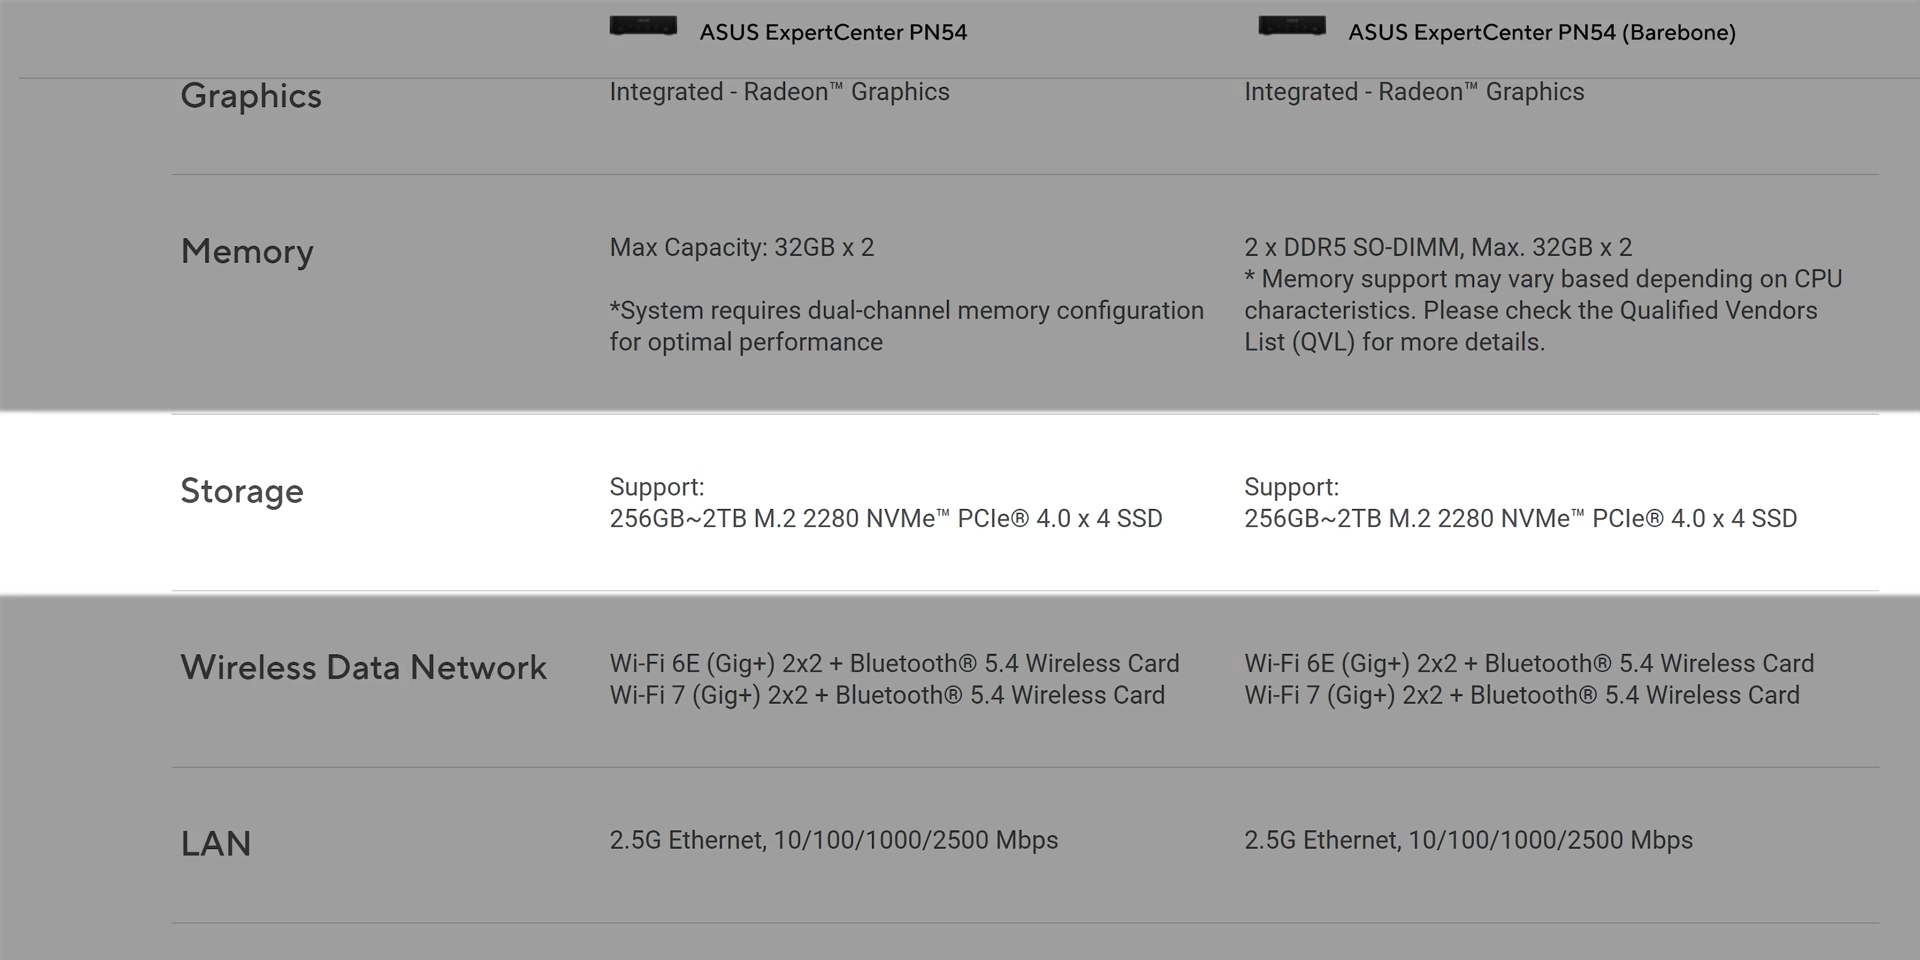 ASUS ExpertCenter PN54
ASUS ExpertCenter PN54 (Barebone)
Graphics
Integrated - Radeon™ Graphics
Integrated - Radeon™ Graphics
Memory
Max Capacity: 32GB x 2
*System requires dual-channel memory configuration
for optimal performance
2 x DDR5 SO-DIMM, Max. 32GB x 2
* Memory support may vary based depending on CPU
characteristics. Please check the Qualified Vendors
List (QVL) for more details.
Storage
Support:
256GB~2TB M.2 2280 NVMe™ PCIe® 4.0 x 4 SSD
Support:
256GB~2TB M.2 2280 NVMe™ PCIe® 4.0 x 4 SSD
Wireless Data Network
Wi-Fi 6E (Gig+) 2x2 + Bluetooth® 5.4 Wireless Card
Wi-Fi 7 (Gig+) 2x2 + Bluetooth® 5.4 Wireless Card
Wi-Fi 6E (Gig+) 2x2 + Bluetooth® 5.4 Wireless Card
Wi-Fi 7 (Gig+) 2x2 + Bluetooth® 5.4 Wireless Card
LAN
2.5G Ethernet, 10/100/1000/2500 Mbps
2.5G Ethernet, 10/100/1000/2500 Mbps